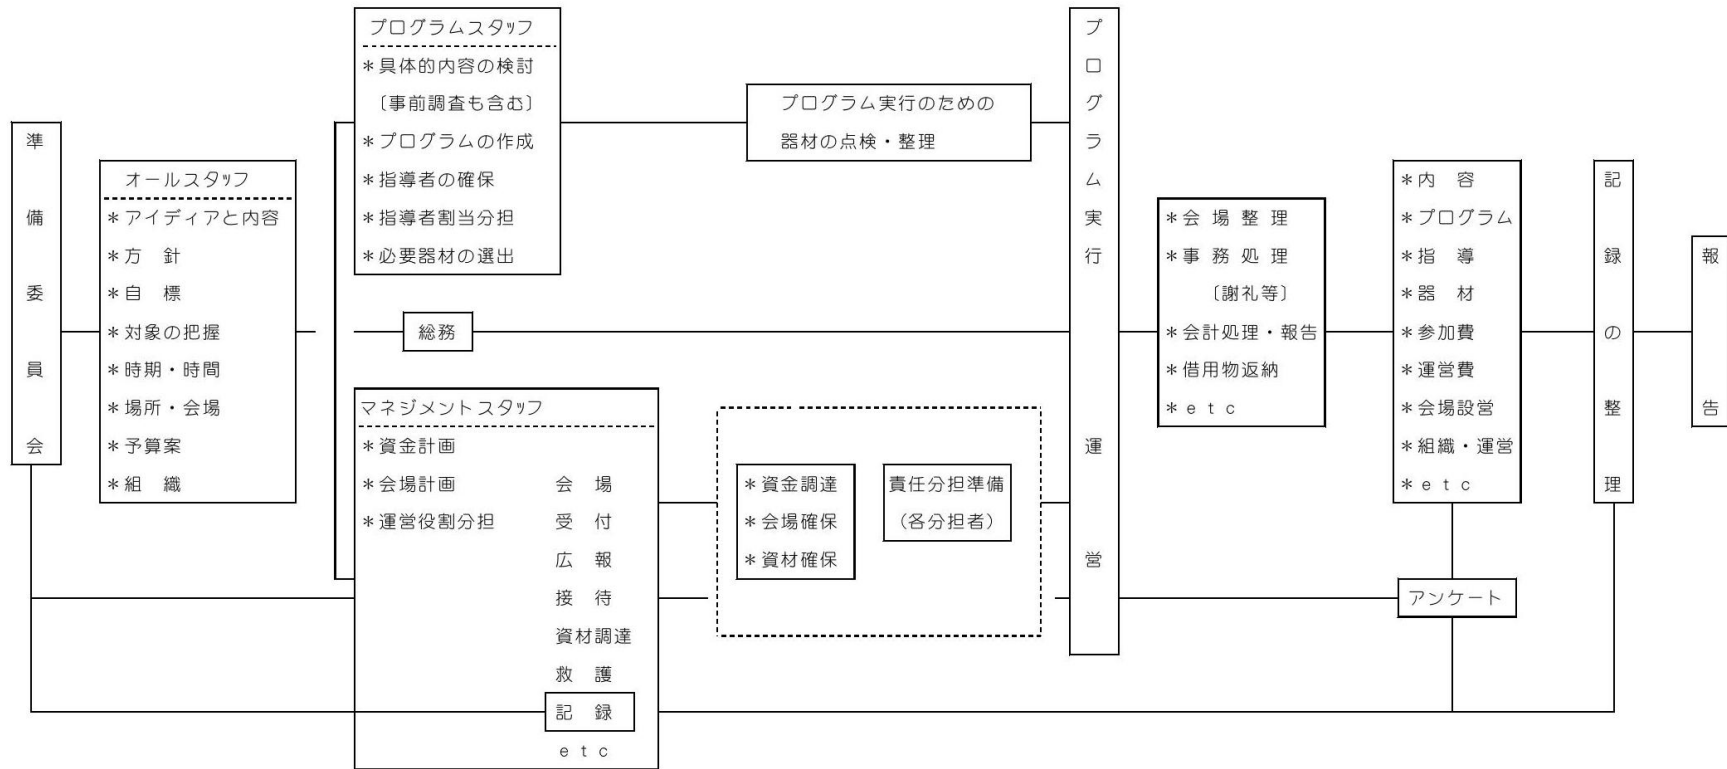 準備委員会
オールスタッフ
＊アイディアと内容
＊方　針
＊自　標
＊対象の把握
＊時期・時間
＊場所・会場
＊予算案
＊組　織
プログラムスタッフ
＊具体的内容の検討
〔事前調査も含む〕
＊プログラムの作成
＊指導者の確保
＊指導者割当分担
＊必要器材の選出
総務
マネジメントスタッフ
＊資金計画
＊会場計画
＊運営役割分担
会　場
受　付
広　報
接　待
資材調達
救　護
記　録
ｅｔｃ
プログラム実行のための
器材の点検・整理
＊資金調達
＊会場確保
＊資材確保
責任分担準備
（各分担者）
プログラム実行　運営
＊会 場 整 理
＊事 務 処 理
〔謝礼等〕
＊会計処理・報告
＊借用物返納
＊ｅｔｃ
＊内　容
＊プログラム
＊指　導
＊器　材
＊参加費
＊運営費
＊会場設営
＊組織・運営
＊ｅｔｃ
アンケート
記録の整理
報告